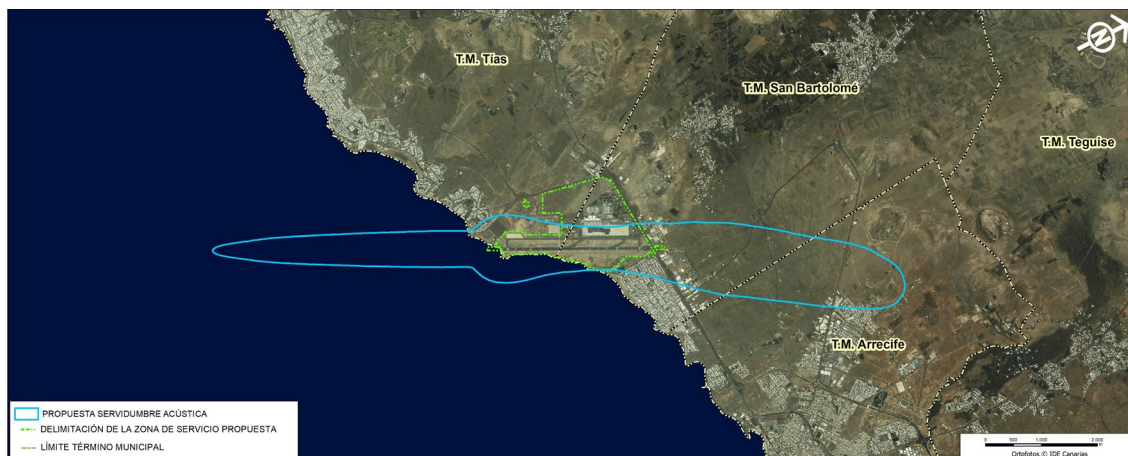 N
T.M. Tías
T.M. San Bartolomé
T.M. Teguise
T.M. Arrecife
PROPUESTA SERVIDUMBRE ACÚSTICA
DELIMITACIÓN DE LA ZONA DE SERVICIO PROPUESTA
LÍMITE TÉRMINO MUNICIPAL
0 500 1.000 2.000
Ortofotos © IDE Canarias